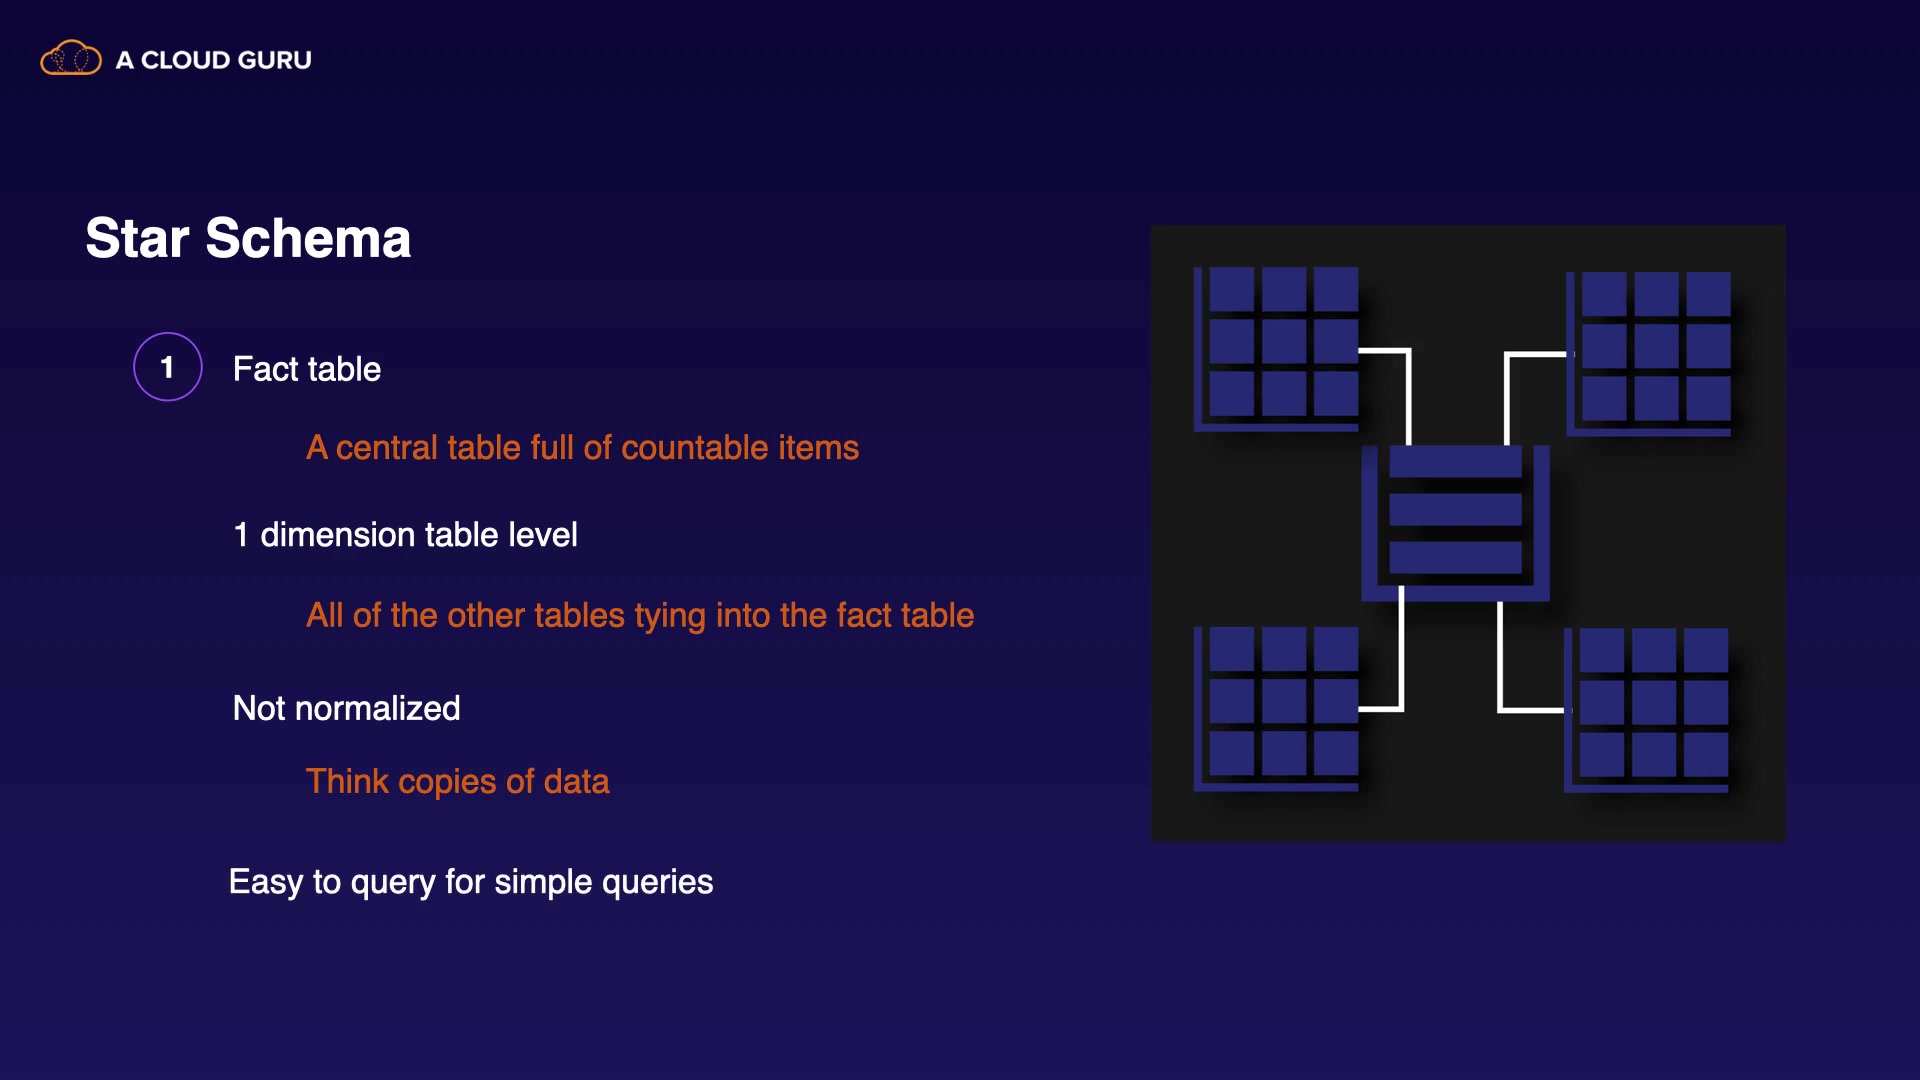 A CLOUD GURU
Star Schema
1 Fact table
A central table full of countable items
1 dimension table level
All of the other tables tying into the fact table
Not normalized
Think copies of data
Easy to query for simple queries